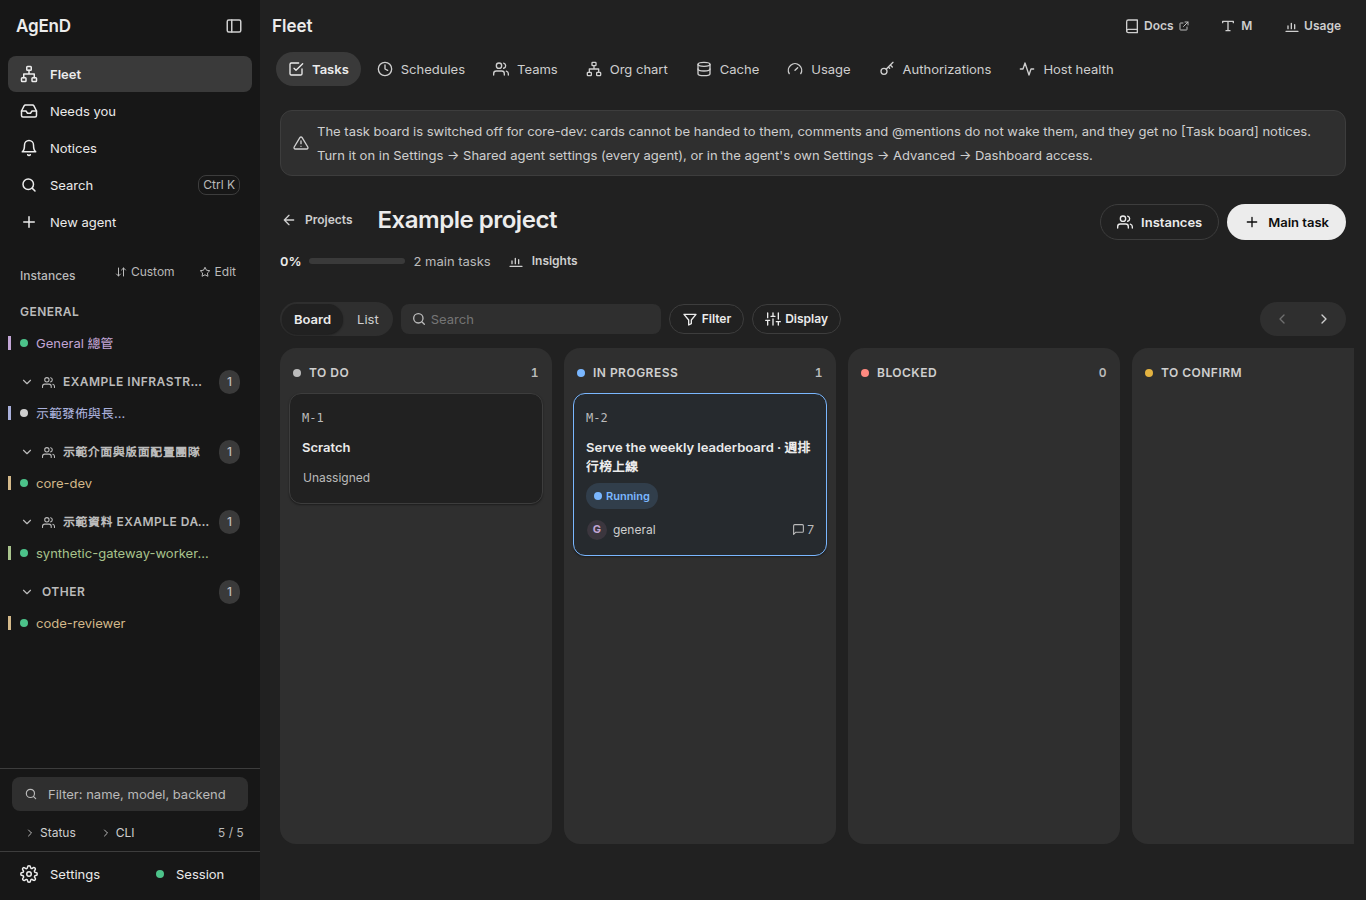 AgEnD
Fleet
Needs you
Notices
Search Ctrl K
New agent
Instances Custom Edit
GENERAL
General 總管
EXAMPLE INFRASTR... 1
示範發佈與長...
示範介面與版面配置團隊 1
core-dev
示範資料 EXAMPLE DA... 1
synthetic-gateway-worker...
OTHER 1
code-reviewer
Filter: name, model, backend
Status CLI 5 / 5
Settings Session
Fleet
Docs M Usage
Tasks Schedules Teams Org chart Cache Usage Authorizations Host health
The task board is switched off for core-dev: cards cannot be handed to them, comments and @mentions do not wake them, and they get no [Task board] notices.
Turn it on in Settings → Shared agent settings (every agent), or in the agent's own Settings → Advanced → Dashboard access.
Projects Example project Instances Main task
0% 2 main tasks Insights
Board List Search Filter Display
TO DO 1
M-1
Scratch
Unassigned
IN PROGRESS 1
M-2
Serve the weekly leaderboard · 週排
行榜上線
Running
G general 7
BLOCKED 0
TO CONFIRM